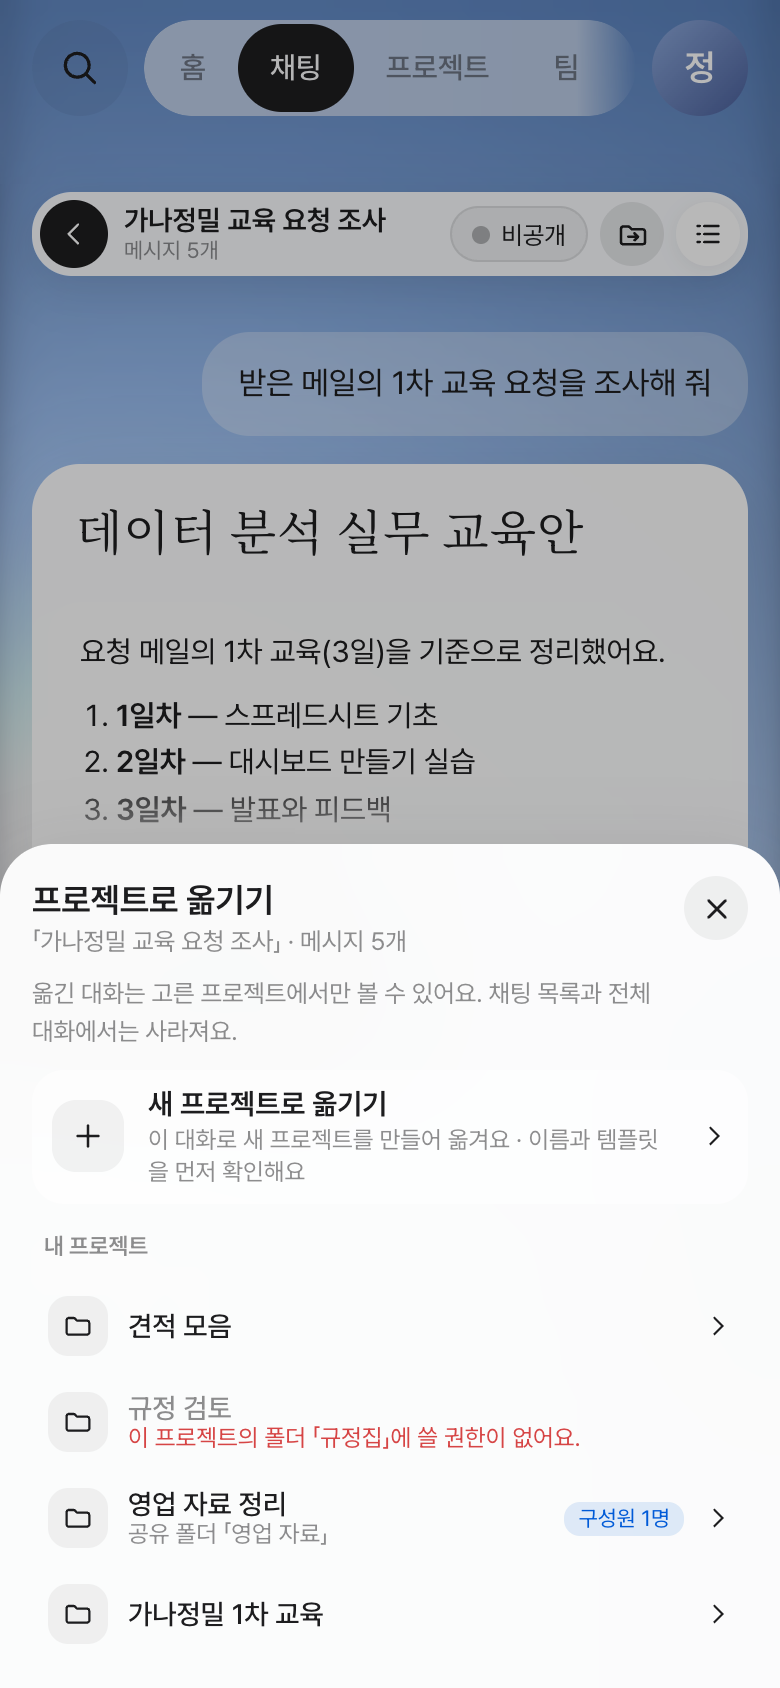 홈
채팅
프로젝트
팀
정
가나정밀 교육 요청 조사
메시지 5개
비공개
받은 메일의 1차 교육 요청을 조사해 줘
데이터 분석 실무 교육안
요청 메일의 1차 교육(3일)을 기준으로 정리했어요.
1. 1일차 — 스프레드시트 기초
2. 2일차 — 대시보드 만들기 실습
3. 3일차 — 발표와 피드백
프로젝트로 옮기기
「가나정밀 교육 요청 조사」 · 메시지 5개
옮긴 대화는 고른 프로젝트에서만 볼 수 있어요. 채팅 목록과 전체
대화에서는 사라져요.
새 프로젝트로 옮기기
이 대화로 새 프로젝트를 만들어 옮겨요 · 이름과 템플릿
을 먼저 확인해요
내 프로젝트
견적 모음
규정 검토
이 프로젝트의 폴더 「규정집」에 쓸 권한이 없어요.
영업 자료 정리
공유 폴더 「영업 자료」
구성원 1명
가나정밀 1차 교육